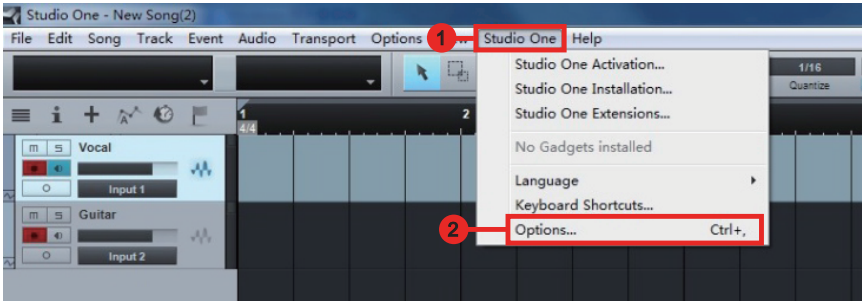 Studio One - New Song(2)
File Edit Song Track Event Audio Transport Options Studio One Help
1
Studio One Activation...
Studio One Installation...
Studio One Extensions...
No Gadgets installed
Language
Keyboard Shortcuts...
2 Options... Ctrl+,
1/16
Quantize
1 2
4/4
m s Vocal
Input 1
m s Guitar
Input 2